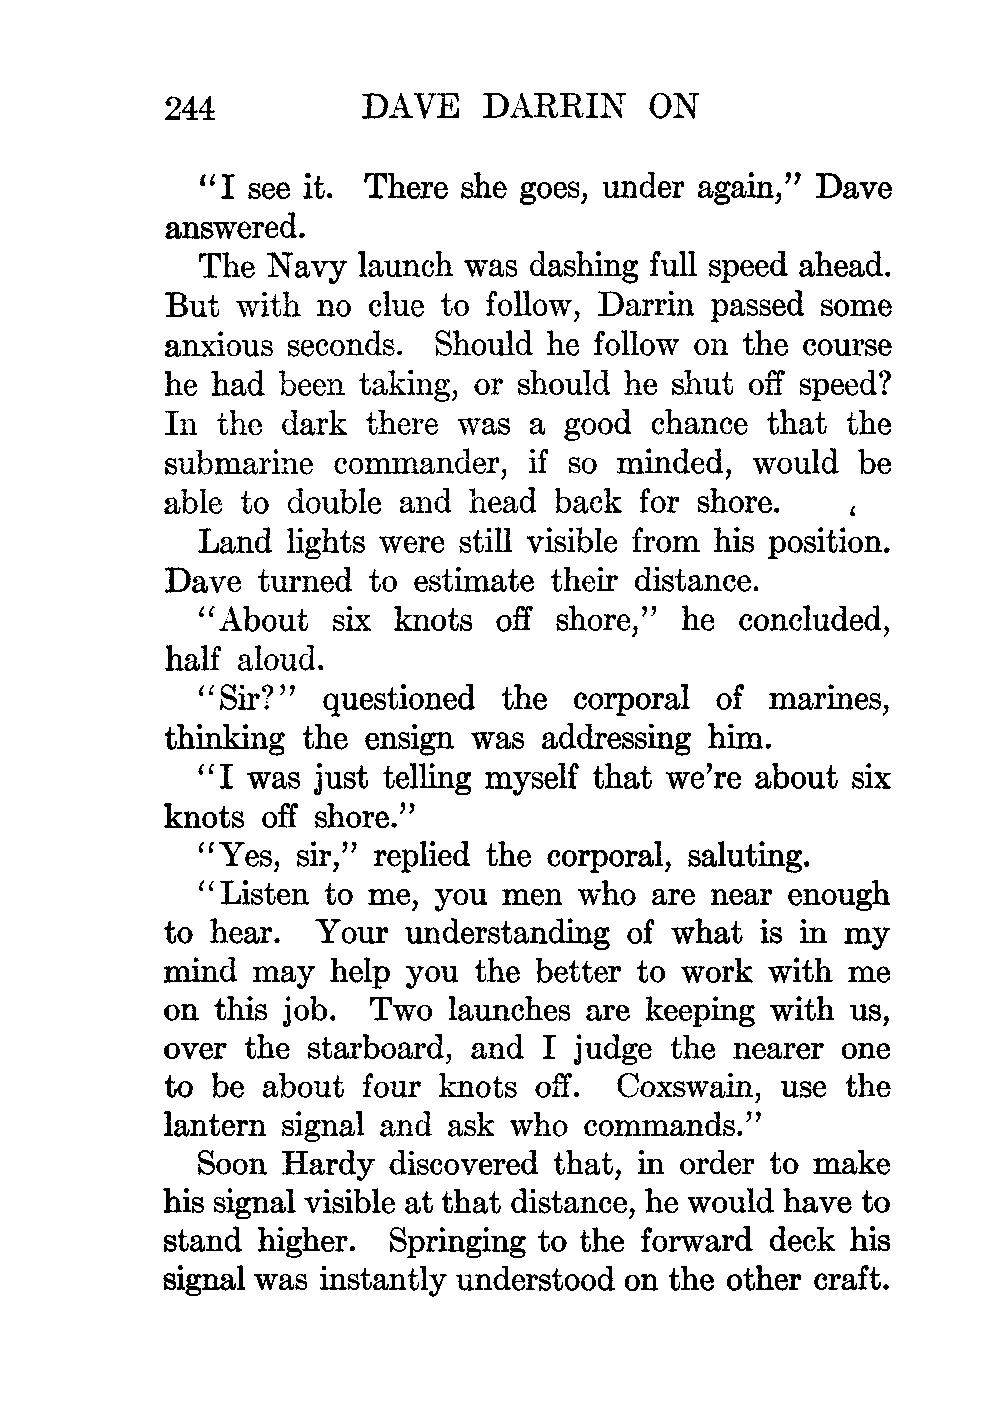 244 DAVE DARRIN ON
"I see it. There she goes, under again," Dave
answered.
The Navy launch was dashing full speed ahead.
But with no clue to follow, Darrin passed some
anxious seconds. Should he follow on the course
he had been taking, or should he shut off speed?
In the dark there was a good chance that the
submarine commander, if so minded, would be
able to double and head back for shore.
Land lights were still visible from his position.
Dave turned to estimate their distance.
"About six knots off shore," he concluded,
half aloud.
"Sir?" questioned the corporal of marines,
thinking the ensign was addressing him.
"I was just telling myself that we're about six
knots off shore."
"Yes, sir," replied the corporal, saluting.
"Listen to me, you men who are near enough
to hear. Your understanding of what is in my
mind may help you the better to work with me
on this job. Two launches are keeping with us,
over the starboard, and I judge the nearer one
to be about four knots off. Coxswain, use the
lantern signal and ask who commands."
Soon Hardy discovered that, in order to make
his signal visible at that distance, he would have to
stand higher. Springing to the forward deck his
signal was instantly understood on the other craft.